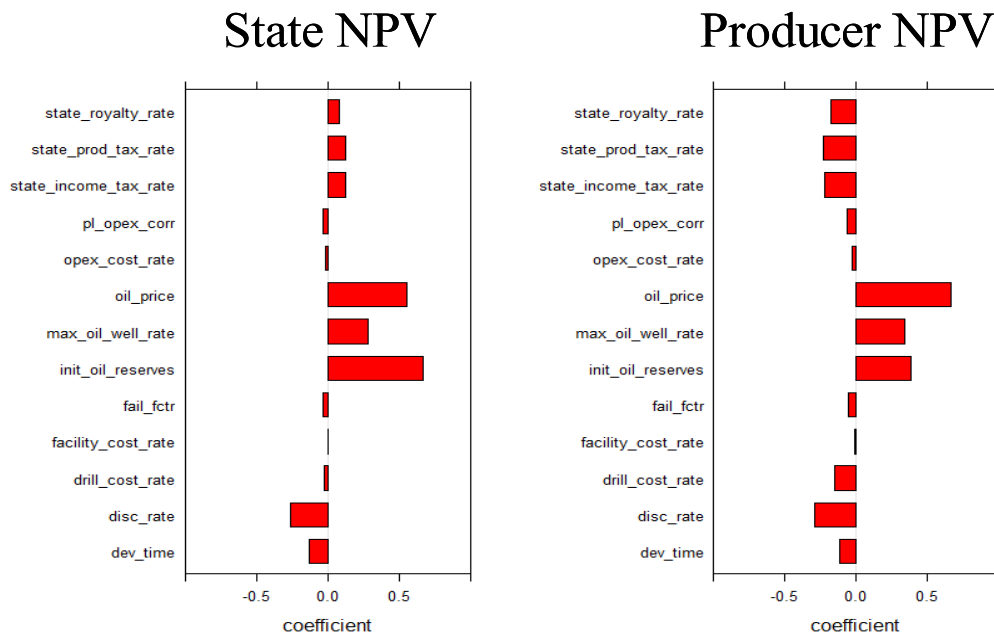 State NPV
state_royalty_rate
state_prod_tax_rate
state_income_tax_rate
pl_opex_corr
opex_cost_rate
oil_price
max_oil_well_rate
init_oil_reserves
fail_fctr
facility_cost_rate
drill_cost_rate
disc_rate
dev_time
-0.5 0.0 0.5
coefficient
Producer NPV
state_royalty_rate
state_prod_tax_rate
state_income_tax_rate
pl_opex_corr
opex_cost_rate
oil_price
max_oil_well_rate
init_oil_reserves
fail_fctr
facility_cost_rate
drill_cost_rate
disc_rate
dev_time
-0.5 0.0 0.5
coefficient